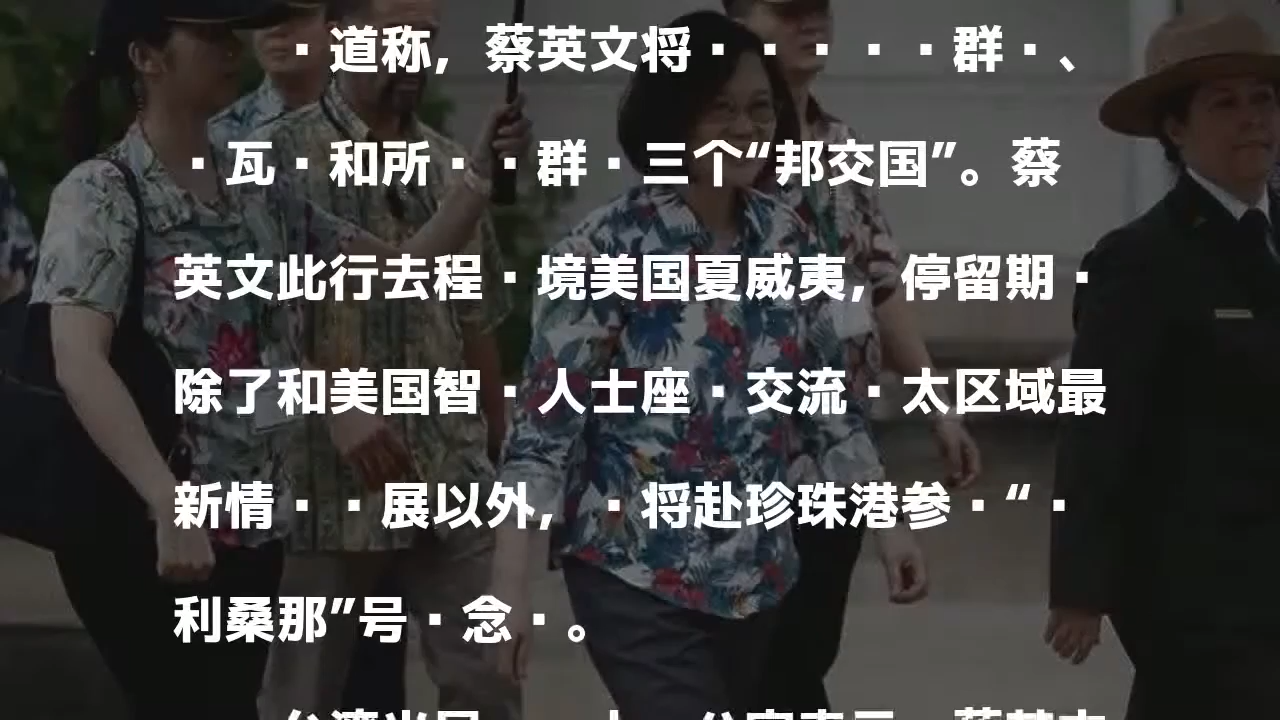 ·道称，蔡英文将·····群·、
·瓦·和所··群·三个“邦交国”。蔡
英文此行去程·境美国夏威夷，停留期·
除了和美国智·人士座·交流·太区域最
新情··展以外，·将赴珍珠港参·“·
利桑那”号·念·。